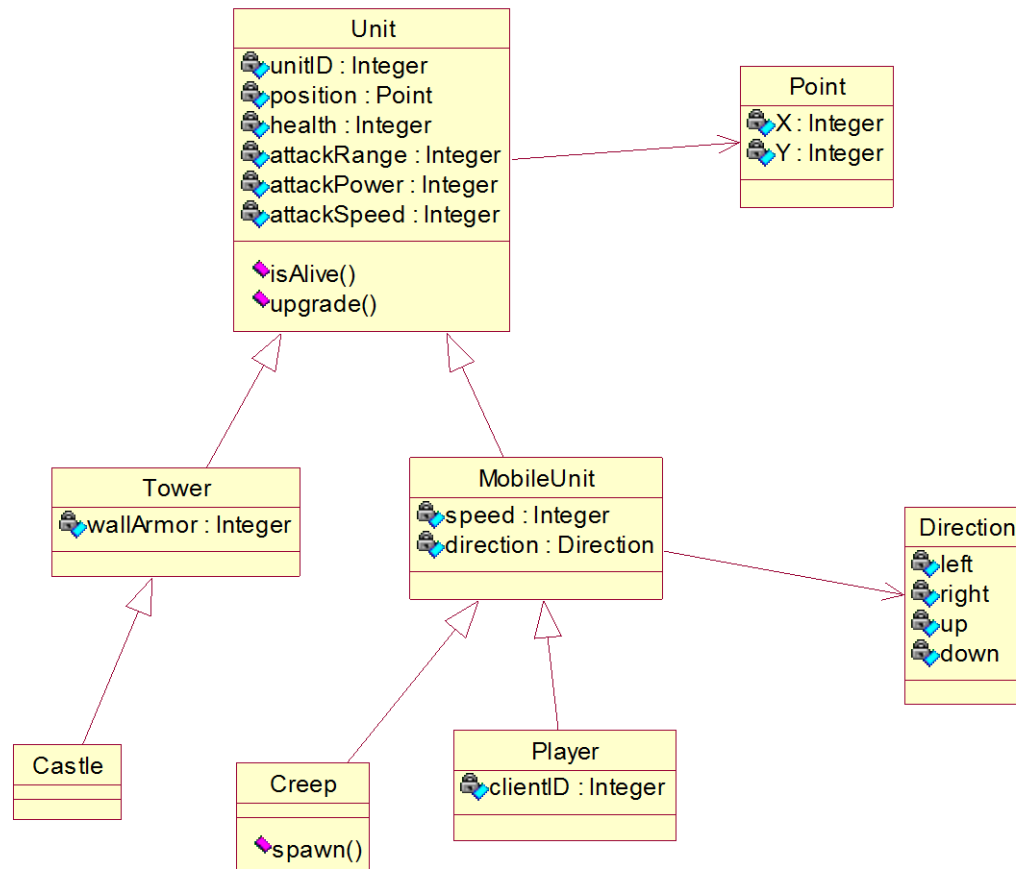 Unit
unitID : Integer
position : Point
health : Integer
attackRange : Integer
attackPower : Integer
attackSpeed : Integer
isAlive()
upgrade()
Point
X : Integer
Y : Integer
Tower
wallArmor : Integer
MobileUnit
speed : Integer
direction : Direction
Direction
left
right
up
down
Castle
Creep
spawn()
Player
clientID : Integer